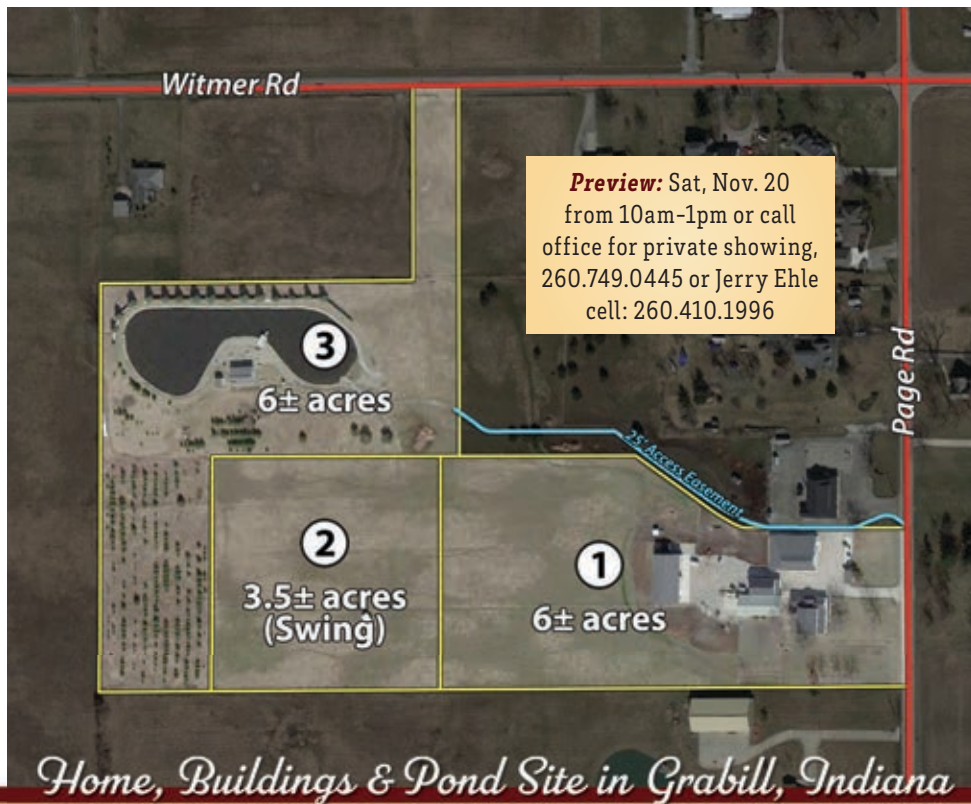 Witmer Rd
Preview: Sat, Nov. 20
from 10am-1pm or call
office for private showing,
260.749.0445 or Jerry Ehle
cell: 260.410.1996
Page Rd
3
6± acres
25' Access Easement
2
3.5± acres
(Swing)
1
6± acres
Home, Buildings & Pond Site in Grabill, Indiana